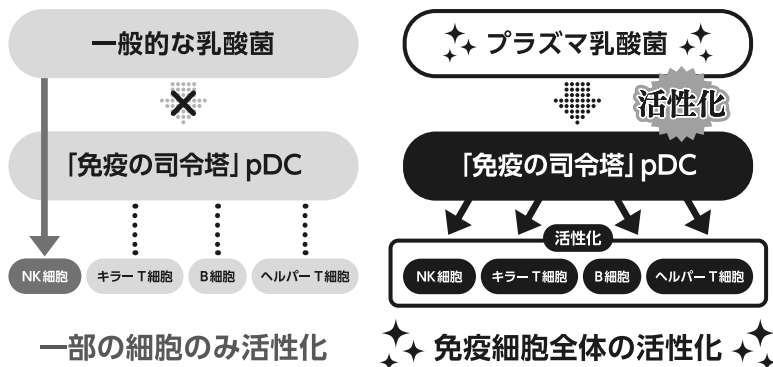 一般的な乳酸菌
「免疫の司令塔」pDC
NK細胞
キラーT細胞
B細胞
ヘルパーT細胞
一部の細胞のみ活性化
プラズマ乳酸菌
活性化
「免疫の司令塔」pDC
活性化
NK細胞
キラーT細胞
B細胞
ヘルパーT細胞
免疫細胞全体の活性化